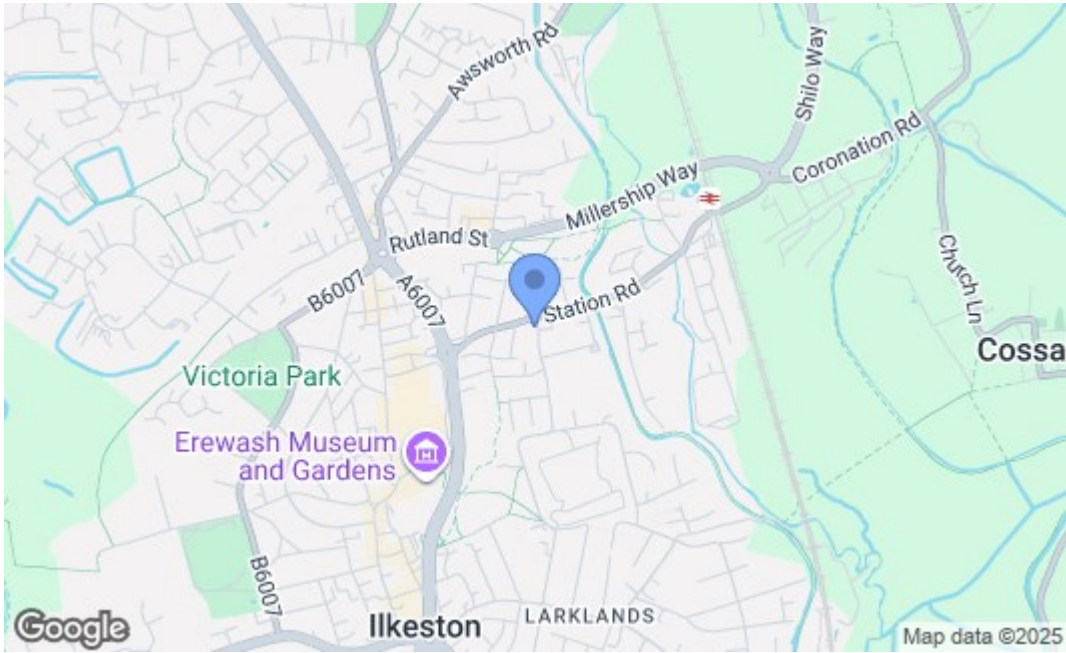 Awsworth Rd
Shilo Way
Coronation Rd
Millership Way
Rutland St
Church Ln
B6007
A6007
Station Rd
Cossa
Victoria Park
Erewash Museum
and Gardens
B6007
LARKLANDS
Ilkeston
Google
Map data ©2025